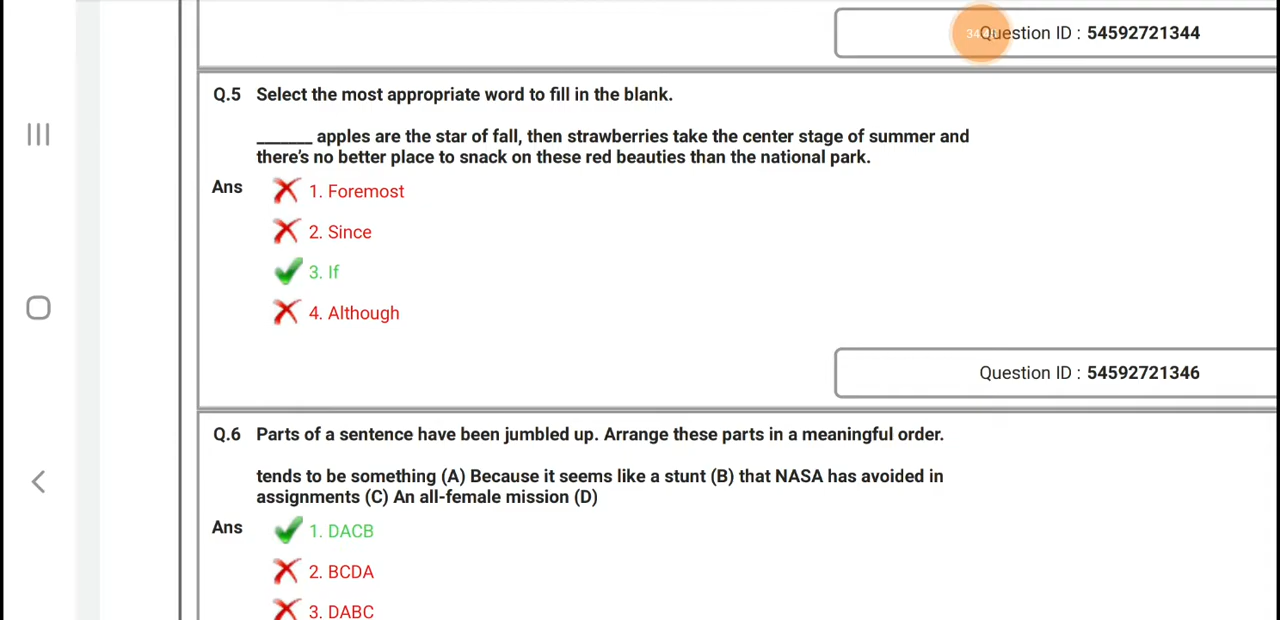 Question ID : 54592721344
Q.5 Select the most appropriate word to fill in the blank.
_______ apples are the star of fall, then strawberries take the center stage of summer and
there's no better place to snack on these red beauties than the national park.
Ans 1. Foremost
2. Since
3. If
4. Although
Question ID : 54592721346
Q.6 Parts of a sentence have been jumbled up. Arrange these parts in a meaningful order.
tends to be something (A) Because it seems like a stunt (B) that NASA has avoided in
assignments (C) An all-female mission (D)
Ans 1. DACB
2. BCDA
3. DABC